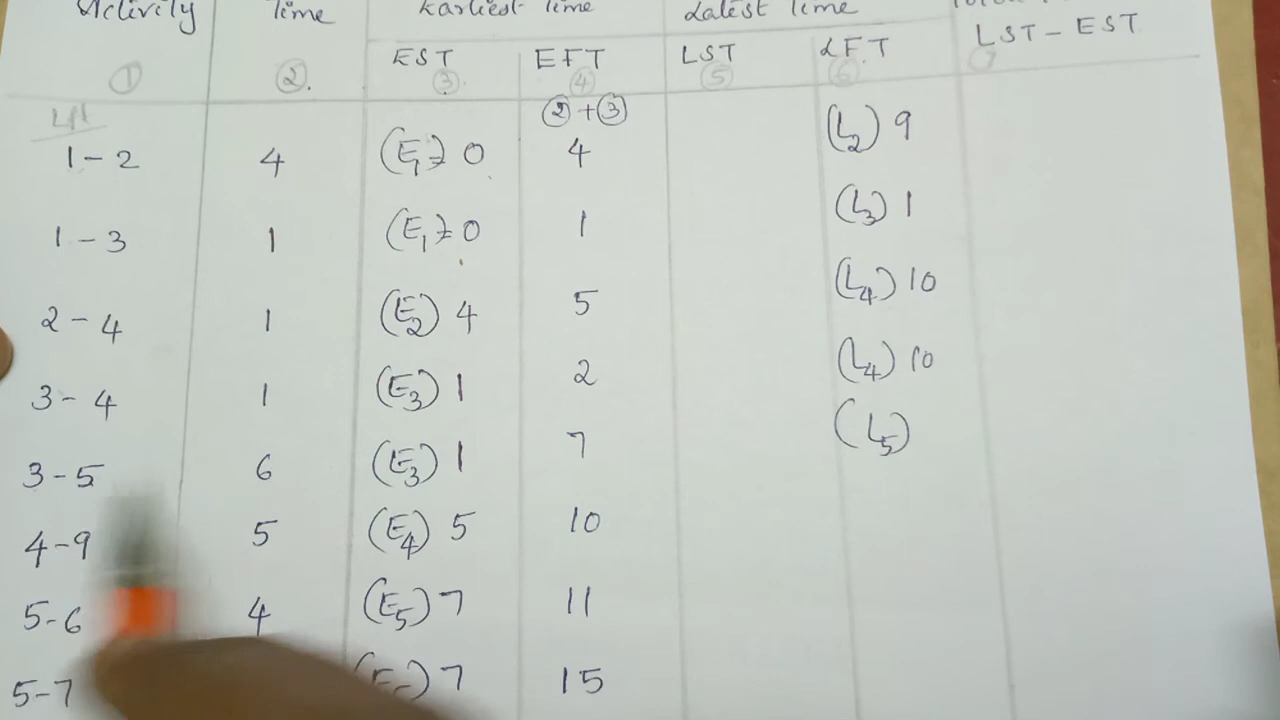 Activity Time Earliest Time Latest Time
EST EFT LST LFT LST - EST
① ② ③ ④ ⑤ ⑥ 7
②+③
1-2 4 (E1) 0 4 (L2) 9
1-3 1 (E1) 0 1 (L3) 1
2-4 1 (E2) 4 5 (L4) 10
3-4 1 (E3) 1 2 (L4) 10
3-5 6 (E3) 1 7 (L5)
4-9 5 (E4) 5 10
5-6 4 (E5) 7 11
5-7 7 15